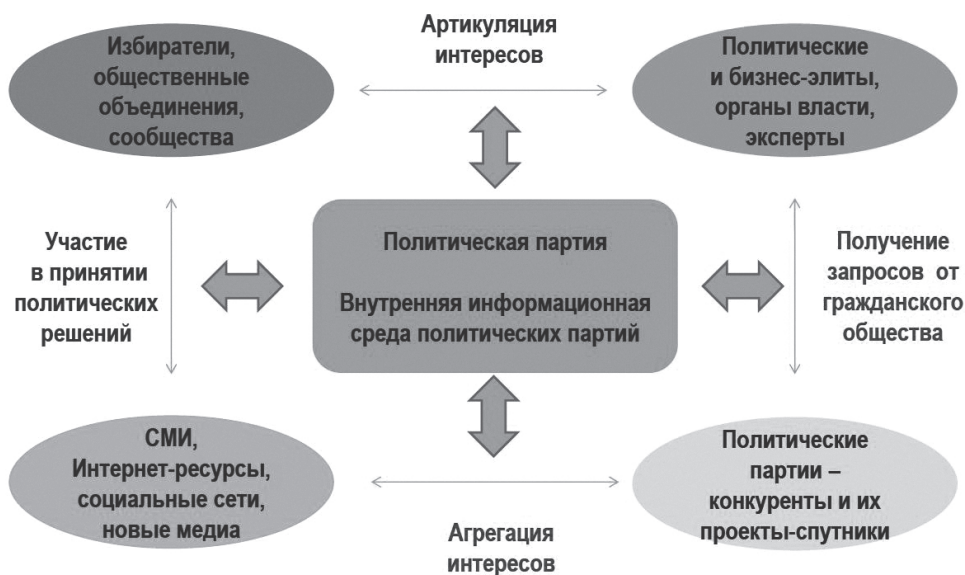 Избиратели,
общественные
объединения,
сообщества
Артикуляция
интересов
Политические
и бизнес-элиты,
органы власти,
эксперты
Участие
в принятии
политических
решений
Политическая партия
Внутренняя информационная
среда политических партий
Получение
запросов от
гражданского
общества
СМИ,
Интернет-ресурсы,
социальные сети,
новые медиа
Агрегация
интересов
Политические
партии –
конкуренты и их
проекты-спутники